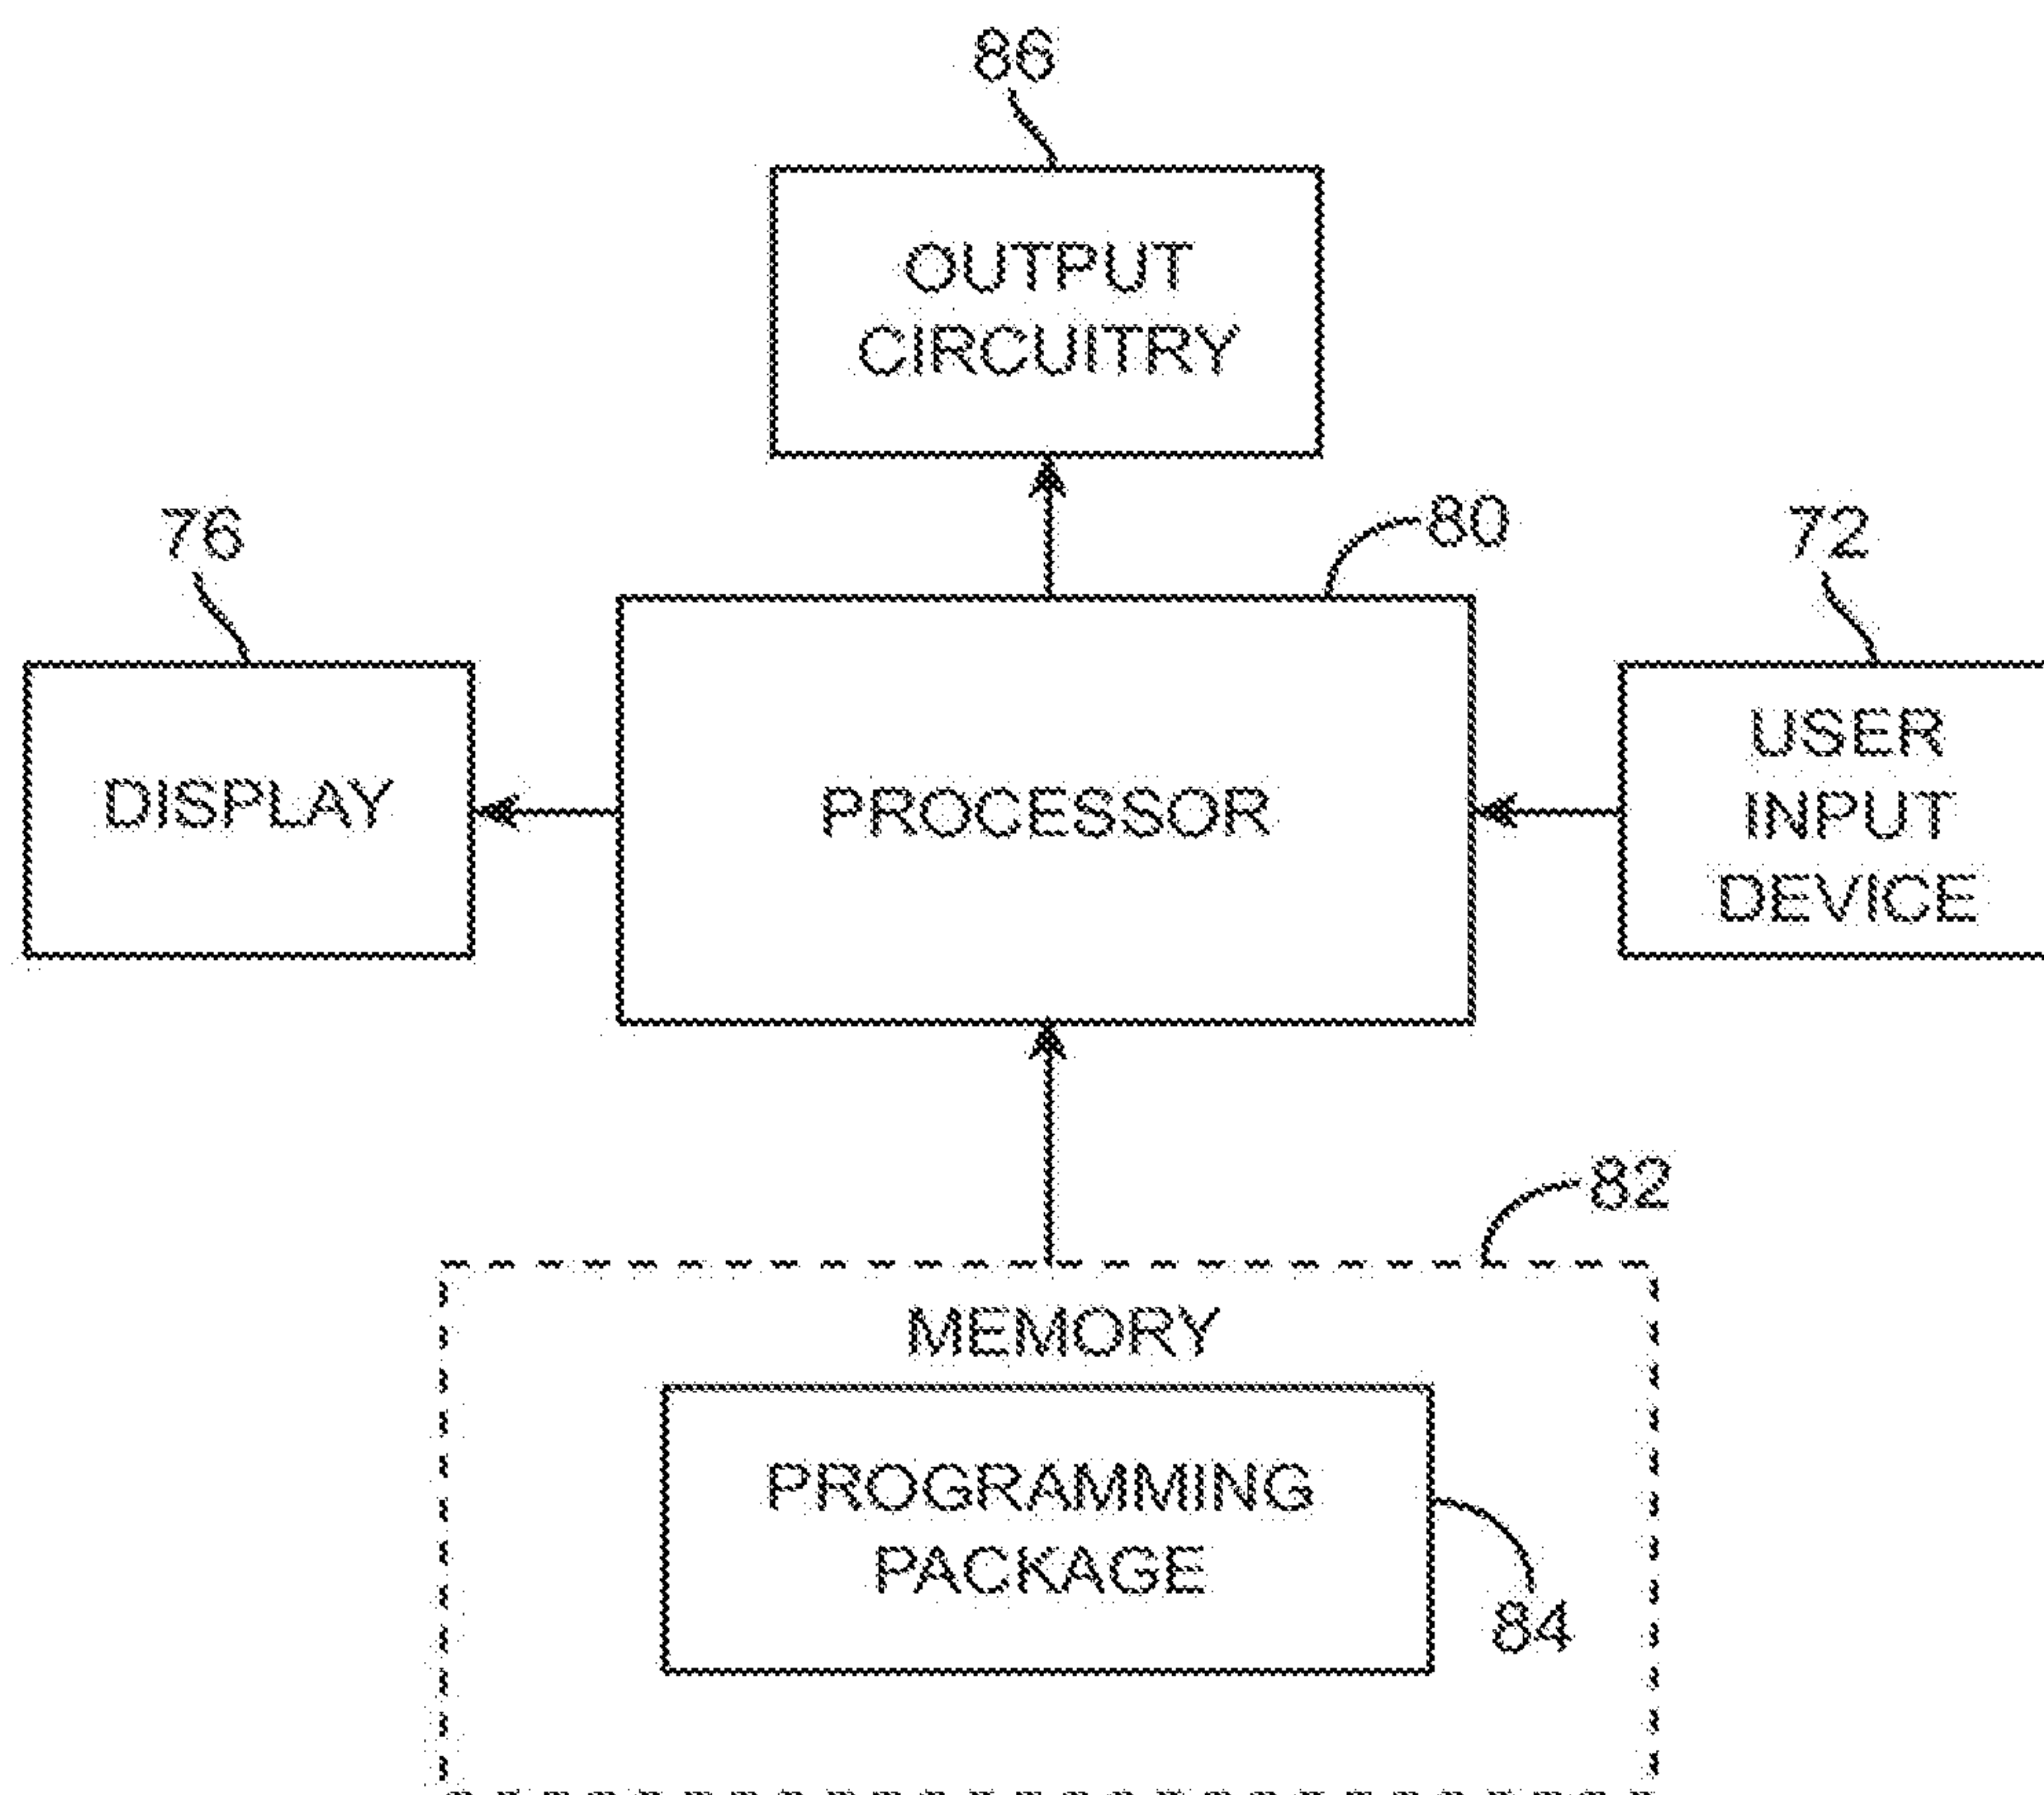 86
OUTPUT
CIRCUITRY
76
80
72
DISPLAY
PROCESSOR
USER
INPUT
DEVICE
82
MEMORY
PROGRAMMING
PACKAGE
84